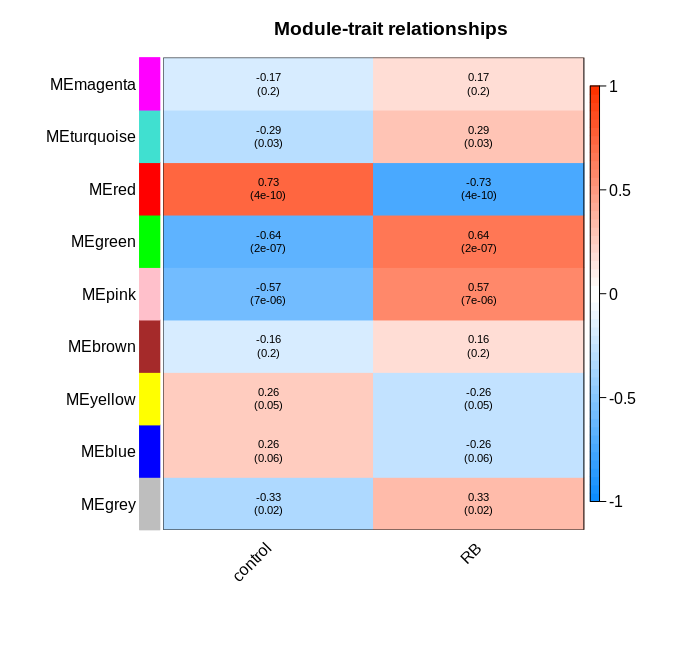 Module-trait relationships
MEmagenta
-0.17
(0.2)
0.17
(0.2)
MEturquoise
-0.29
(0.03)
0.29
(0.03)
MEred
0.73
(4e-10)
-0.73
(4e-10)
MEgreen
-0.64
(2e-07)
0.64
(2e-07)
MEpink
-0.57
(7e-06)
0.57
(7e-06)
MEbrown
-0.16
(0.2)
0.16
(0.2)
MEyellow
0.26
(0.05)
-0.26
(0.05)
MEblue
0.26
(0.06)
-0.26
(0.06)
MEgrey
-0.33
(0.02)
0.33
(0.02)
control
RB
1
0.5
0
-0.5
-1